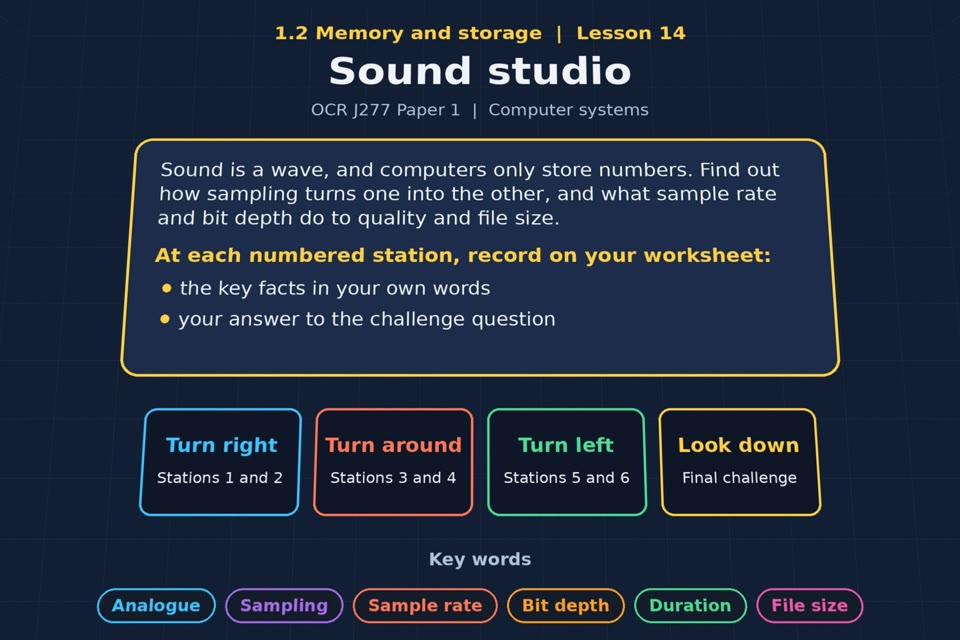 1.2 Memory and storage | Lesson 14
Sound studio
OCR J277 Paper 1 | Computer systems
Sound is a wave, and computers only store numbers. Find out
how sampling turns one into the other, and what sample rate
and bit depth do to quality and file size.
At each numbered station, record on your worksheet:
• the key facts in your own words
• your answer to the challenge question
Turn right
Stations 1 and 2
Turn around
Stations 3 and 4
Turn left
Stations 5 and 6
Look down
Final challenge
Key words
Analogue
Sampling
Sample rate
Bit depth
Duration
File size